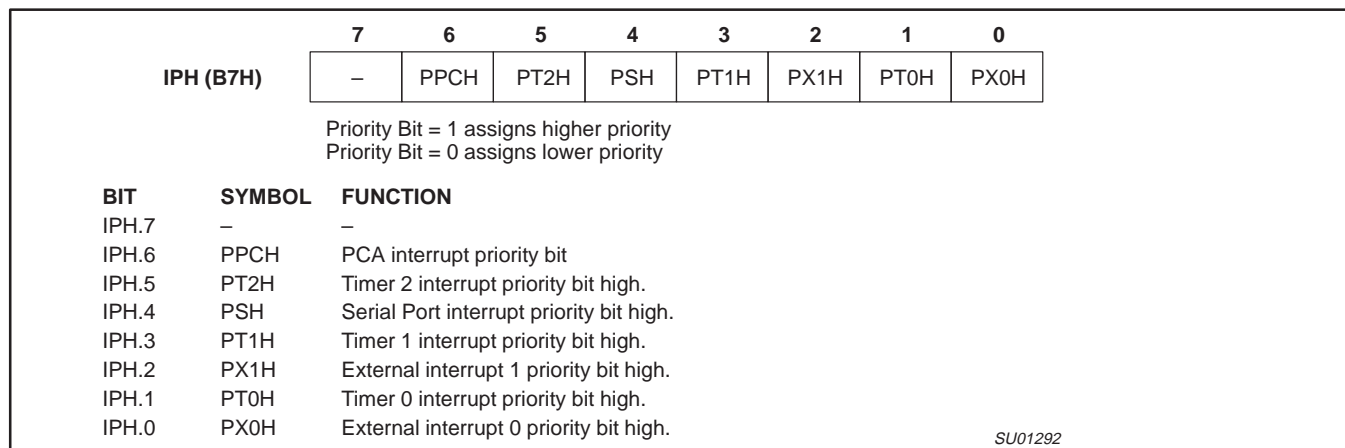 7 6 5 4 3 2 1 0
IPH (B7H) – PPCH PT2H PSH PT1H PX1H PT0H PX0H
Priority Bit = 1 assigns higher priority
Priority Bit = 0 assigns lower priority
BIT SYMBOL FUNCTION
IPH.7 – –
IPH.6 PPCH PCA interrupt priority bit
IPH.5 PT2H Timer 2 interrupt priority bit high.
IPH.4 PSH Serial Port interrupt priority bit high.
IPH.3 PT1H Timer 1 interrupt priority bit high.
IPH.2 PX1H External interrupt 1 priority bit high.
IPH.1 PT0H Timer 0 interrupt priority bit high.
IPH.0 PX0H External interrupt 0 priority bit high.
SU01292